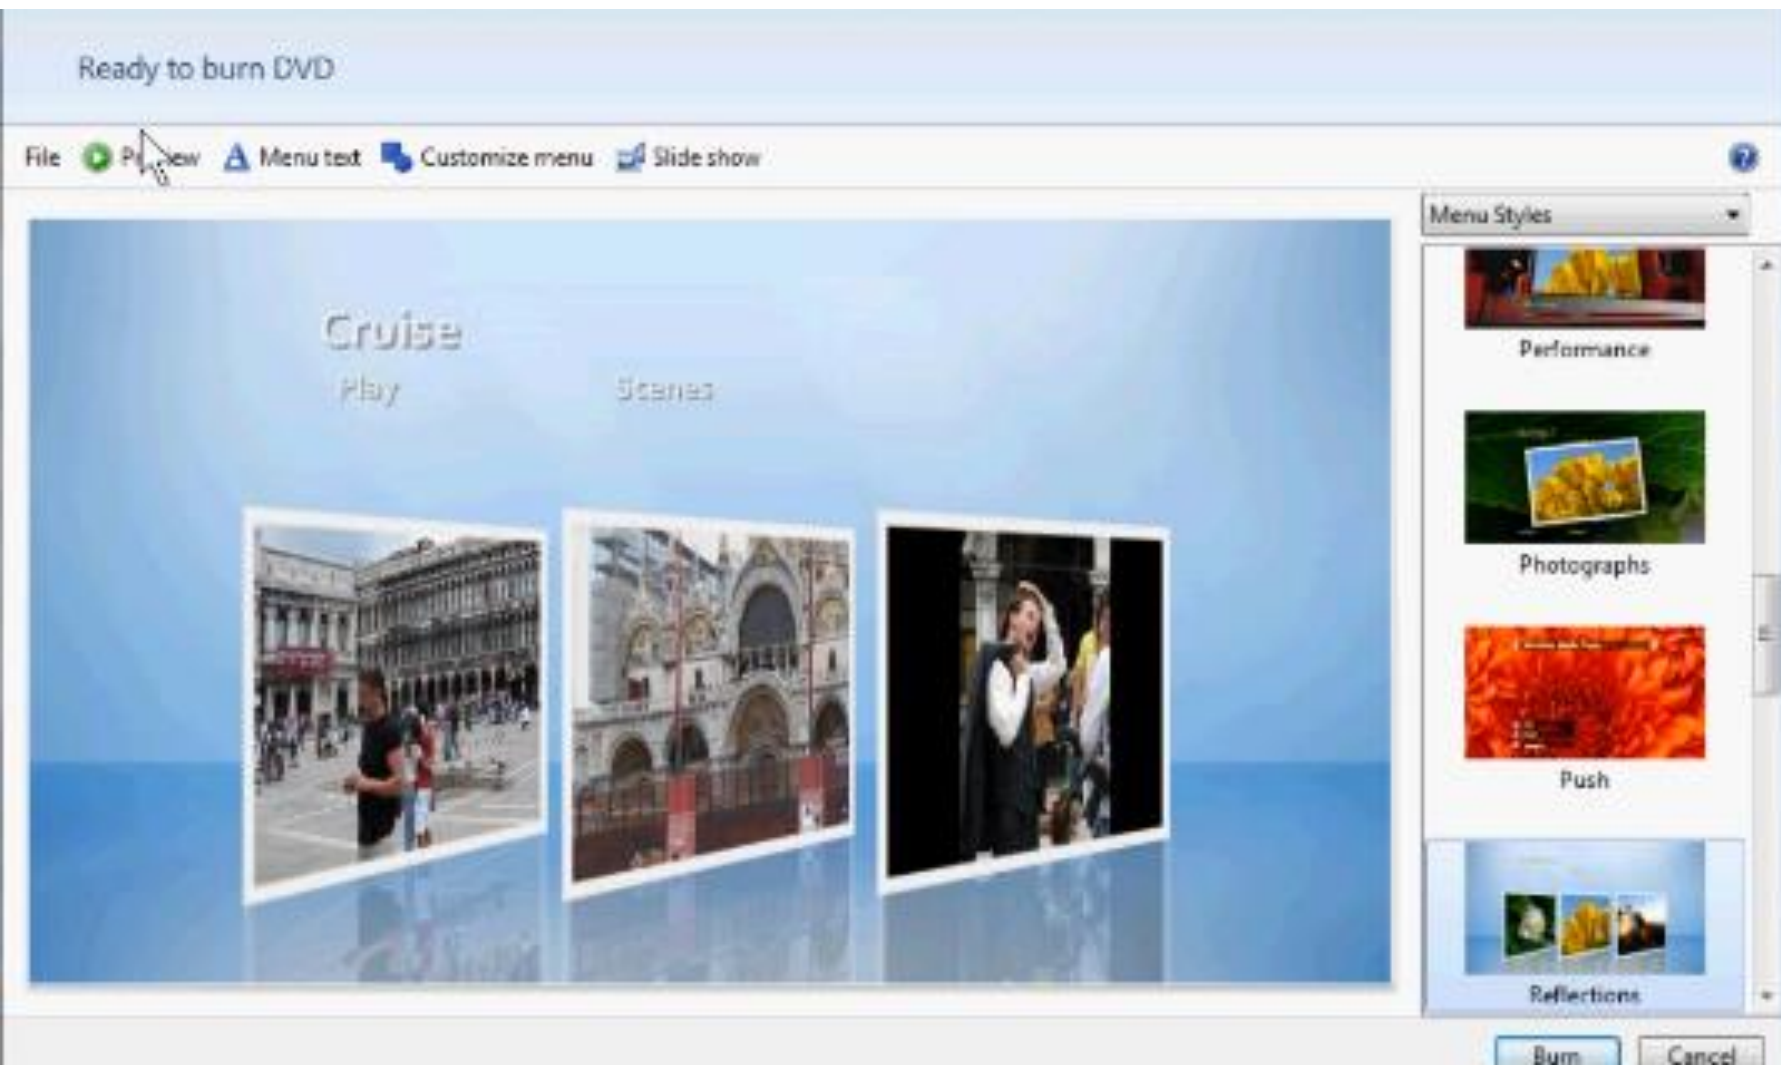 Ready to burn DVD
File Preview Menu text Customize menu Slide show
Menu Styles
Cruise
Play Scenes
Performance
Photographs
Push
Reflections
Burn Cancel